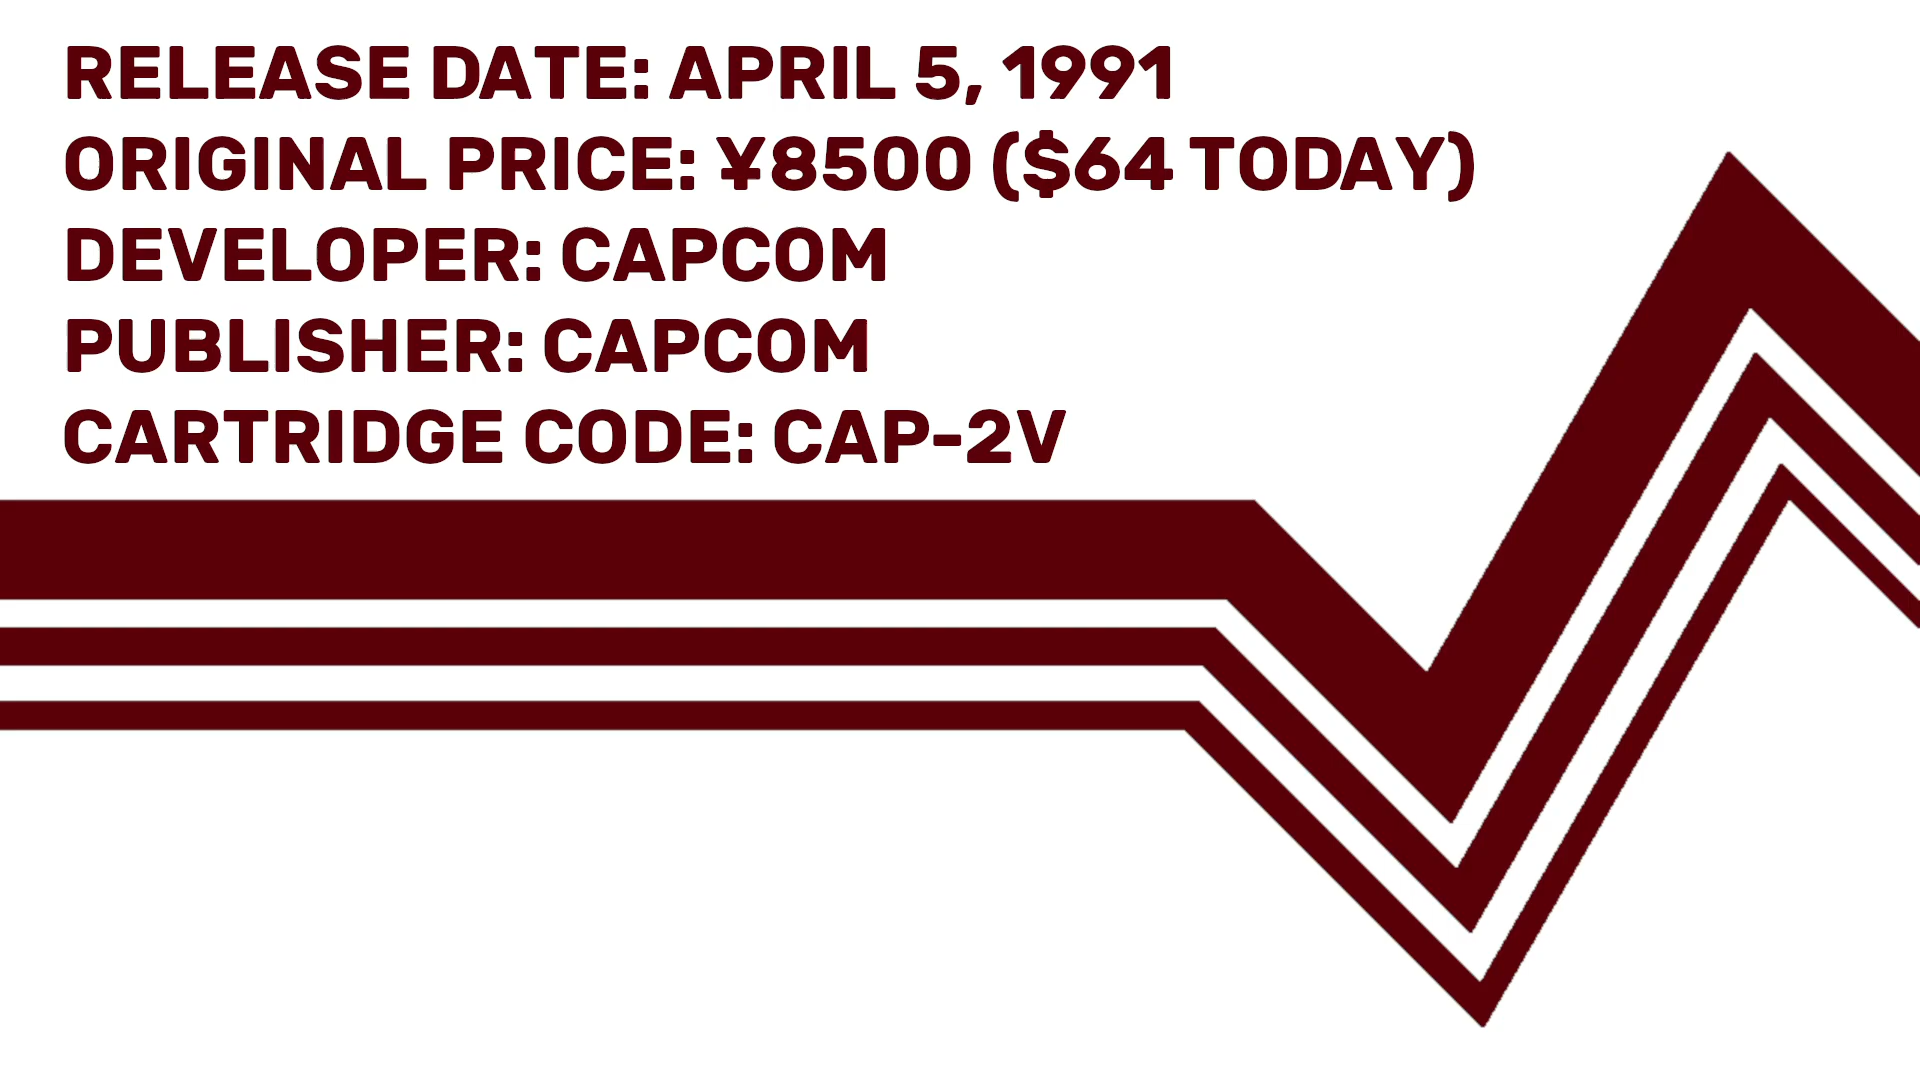 RELEASE DATE: APRIL 5, 1991
ORIGINAL PRICE: ¥8500 ($64 TODAY)
DEVELOPER: CAPCOM
PUBLISHER: CAPCOM
CARTRIDGE CODE: CAP-2V